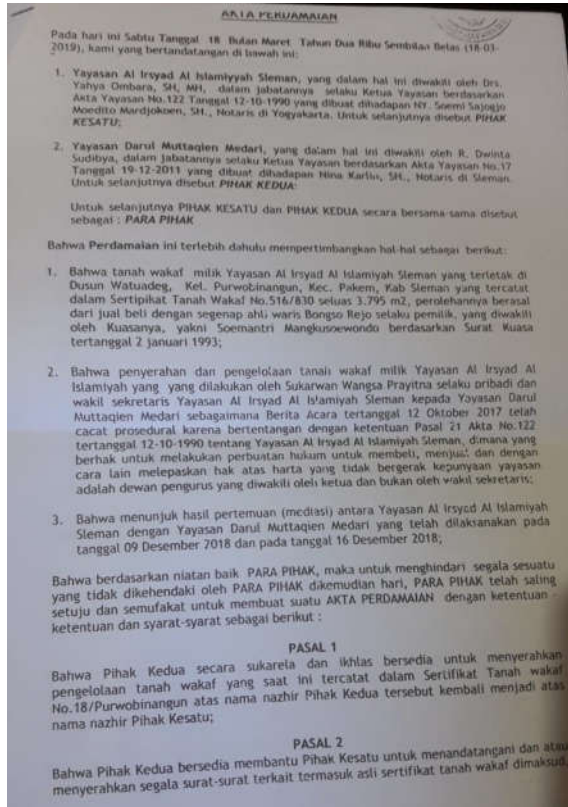 AKTA PERDAMAIAN
Pada hari ini Sabtu Tanggal 18 Bulan Maret Tahun Dua Ribu Sembilan Belas (18-03-
2019), kami yang bertandatangan di bawah ini:
1. Yayasan Al Irsyad Al Islamiyyah Sleman, yang dalam hal ini diwakili oleh Drs.
Yahya Ombara, SH, MH, dalam jabatannya selaku Ketua Yayasan berdasarkan
Akta Yayasan No.122 Tanggal 12-10-1990 yang dibuat dihadapan NY. Soemi Sajogjo
Moedito Mardjokoen, SH., Notaris di Yogyakarta. Untuk selanjutnya disebut PIHAK
KESATU;
2. Yayasan Darul Muttaqien Medari, yang dalam hal ini diwakili oleh R. Dwinta
Sudibya, dalam jabatannya selaku Ketua Yayasan berdasarkan Akta Yayasan No.17
Tanggal 19-12-2011 yang dibuat dihadapan Nina Karlin, SH., Notaris di Sleman.
Untuk selanjutnya disebut PIHAK KEDUA:
Untuk selanjutnya PIHAK KESATU dan PIHAK KEDUA secara bersama-sama disebut
sebagai : PARA PIHAK
Bahwa Perdamaian ini terlebih dahulu mempertimbangkan hal-hal sebagai berikut:
1. Bahwa tanah wakaf milik Yayasan Al Irsyad Al Islamiyah Sleman yang terletak di
Dusun Watuadeg, Kel. Purwobinangun, Kec. Pakem, Kab Sleman yang tercatat
dalam Sertipikat Tanah Wakaf No.516/830 seluas 3.795 m2, perolehannya berasal
dari jual beli dengan segenap ahli waris Bongso Rejo selaku pemilik, yang diwakili
oleh Kuasanya, yakni Soemantri Mangkusoewondo berdasarkan Surat Kuasa
tertanggal 2 januari 1993;
2. Bahwa penyerahan dan pengelolaan tanah wakaf milik Yayasan Al Irsyad Al
Islamiyah yang yang dilakukan oleh Sukarwan Wangsa Prayitna selaku pribadi dan
wakil sekretaris Yayasan Al Irsyad Al Islamiyah Sleman kepada Yayasan Darul
Muttaqien Medari sebagaimana Berita Acara tertanggal 12 Oktober 2017 telah
cacat prosedural karena bertentangan dengan ketentuan Pasal 21 Akta No.122
tertanggal 12-10-1990 tentang Yayasan Al Irsyad Al Islamiyah Sleman, dimana yang
berhak untuk melakukan perbuatan hukum untuk membeli, menjual dan dengan
cara lain melepaskan hak atas harta yang tidak bergerak kepunyaan yayasan
adalah dewan pengurus yang diwakili oleh ketua dan bukan oleh wakil sekretaris;
3. Bahwa menunjuk hasil pertemuan (mediasi) antara Yayasan Al Irsyad Al Islamiyah
Sleman dengan Yayasan Darul Muttaqien Medari yang telah dilaksanakan pada
tanggal 09 Desember 2018 dan pada tanggal 16 Desember 2018;
Bahwa berdasarkan niatan baik PARA PIHAK, maka untuk menghindari segala sesuatu
yang tidak dikehendaki oleh PARA PIHAK dikemudian hari, PARA PIHAK telah saling
setuju dan semufakat untuk membuat suatu AKTA PERDAMAIAN dengan ketentuan -
ketentuan dan syarat-syarat sebagai berikut :
PASAL 1
Bahwa Pihak Kedua secara sukarela dan ikhlas bersedia untuk menyerahkan
pengelolaan tanah wakaf yang saat ini tercatat dalam Sertifikat Tanah wakaf
No.18/Purwobinangun atas nama nazhir Pihak Kedua tersebut kembali menjadi atas
nama nazhir Pihak Kesatu;
PASAL 2
Bahwa Pihak Kedua bersedia membantu Pihak Kesatu untuk menandatangani dan atau
menyerahkan segala surat-surat terkait termasuk asli sertifikat tanah wakaf dimaksud,